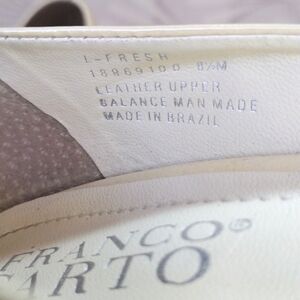 L-FRESH
18869100 8½M
LEATHER UPPER
BALANCE MAN MADE
MADE IN BRAZIL
FRANCO®
SARTO